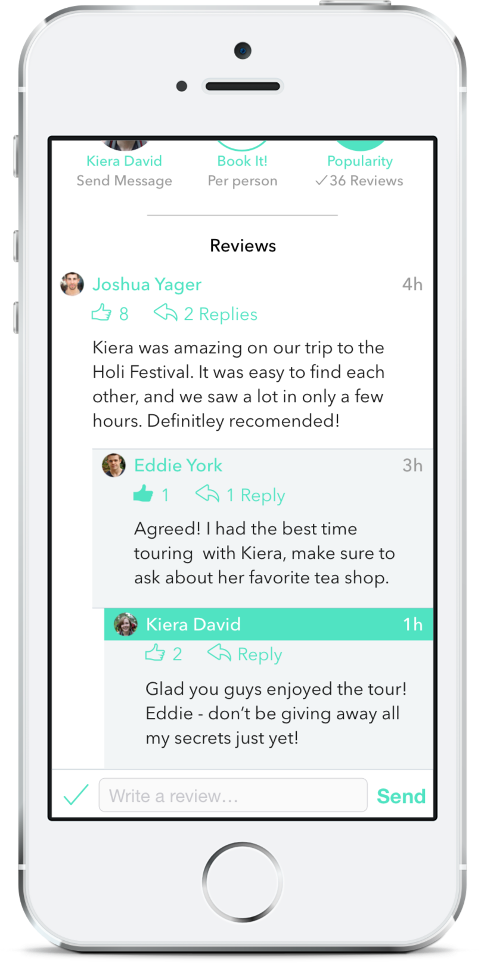 Kiera David Book It! Popularity
Send Message Per person ✓36 Reviews
Reviews
Joshua Yager 4h
8 2 Replies
Kiera was amazing on our trip to the
Holi Festival. It was easy to find each
other, and we saw a lot in only a few
hours. Definitley recomended!
Eddie York 3h
1 1 Reply
Agreed! I had the best time
touring  with Kiera, make sure to
ask about her favorite tea shop.
Kiera David 1h
2 Reply
Glad you guys enjoyed the tour!
Eddie - don’t be giving away all
my secrets just yet!
Write a review... Send